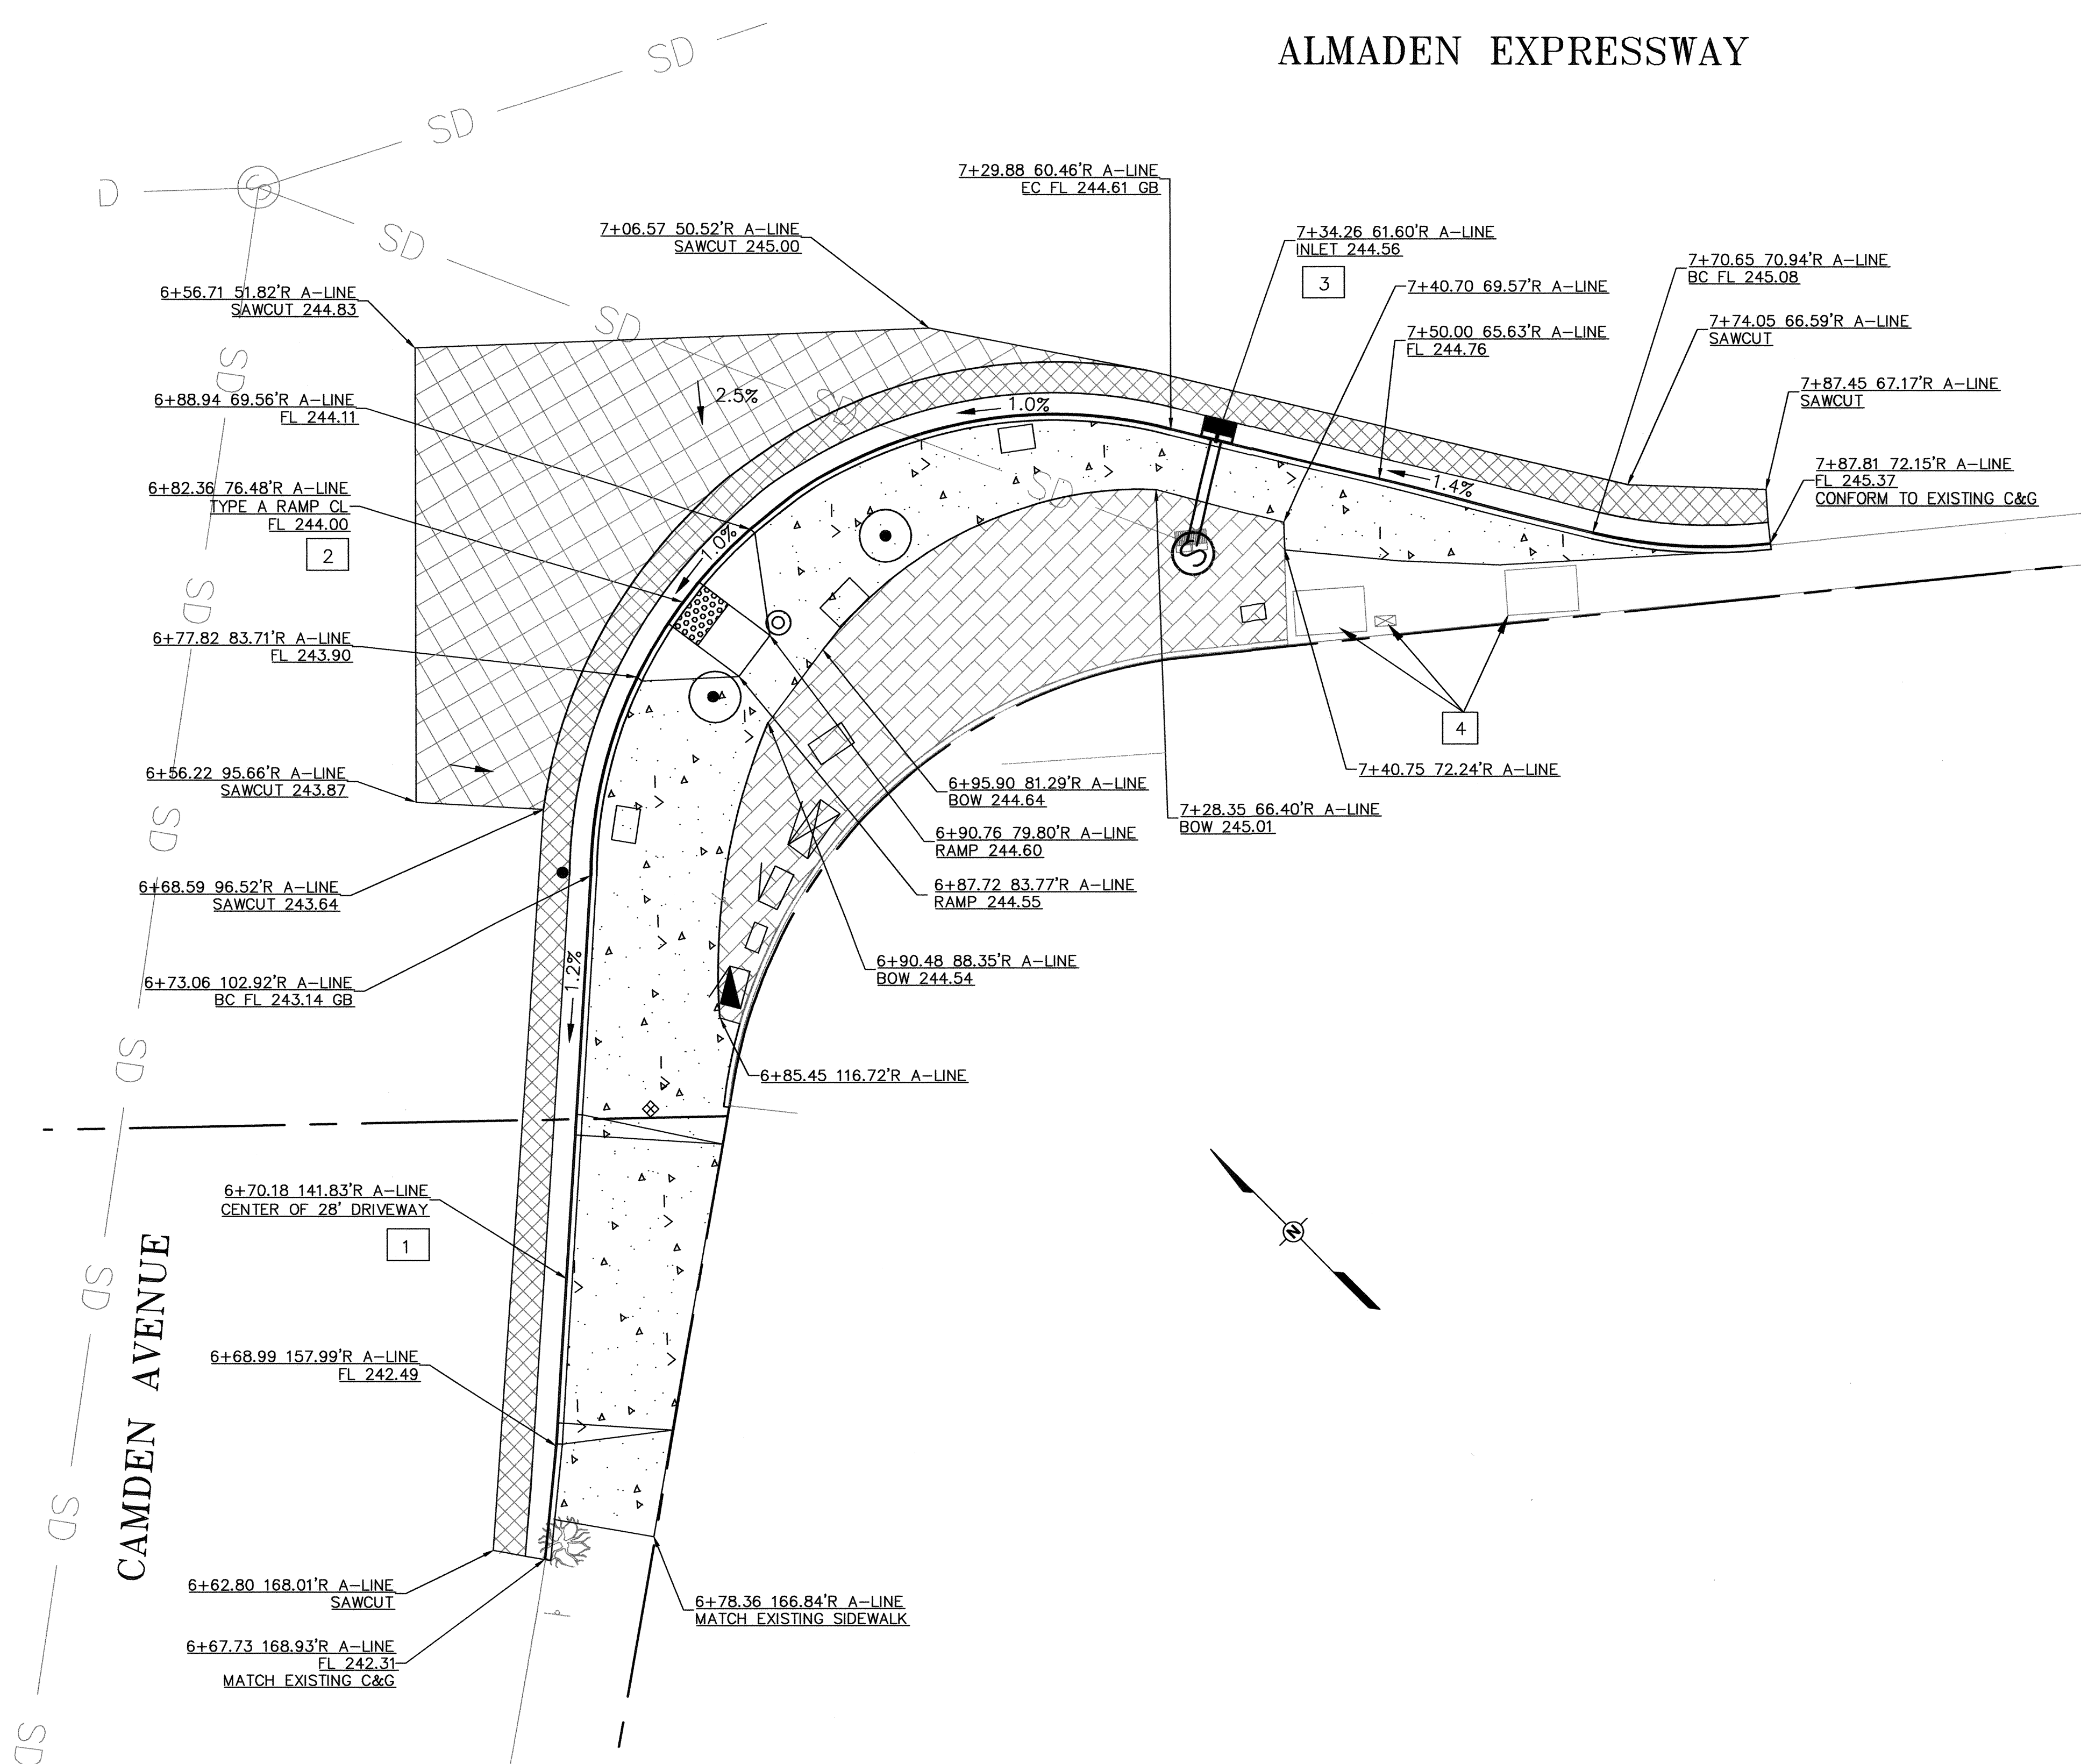 ALMADEN EXPRESSWAY
SD
SD
D
S
SD
SD
SD
SD
SD
SD
SD
SD
SD
SD
SD
SD
7+29.88 60.46'R A-LINE
EC FL 244.61 GB
7+06.57 50.52'R A-LINE
SAWCUT 245.00
7+34.26 61.60'R A-LINE
INLET 244.56
3
7+70.65 70.94'R A-LINE
BC FL 245.08
6+56.71 51.82'R A-LINE
SAWCUT 244.83
7+40.70 69.57'R A-LINE
7+50.00 65.63'R A-LINE
FL 244.76
7+74.05 66.59'R A-LINE
SAWCUT
7+87.45 67.17'R A-LINE
SAWCUT
6+88.94 69.56'R A-LINE
FL 244.11
2.5%
1.0%
7+87.81 72.15'R A-LINE
FL 245.37
CONFORM TO EXISTING C&G
1.4%
6+82.36 76.48'R A-LINE
TYPE A RAMP CL
FL 244.00
2
1.0%
S
6+77.82 83.71'R A-LINE
FL 243.90
4
6+56.22 95.66'R A-LINE
SAWCUT 243.87
7+40.75 72.24'R A-LINE
6+95.90 81.29'R A-LINE
BOW 244.64
7+28.35 66.40'R A-LINE
BOW 245.01
6+90.76 79.80'R A-LINE
RAMP 244.60
6+68.59 96.52'R A-LINE
SAWCUT 243.64
6+87.72 83.77'R A-LINE
RAMP 244.55
6+90.48 88.35'R A-LINE
BOW 244.54
6+73.06 102.92'R A-LINE
BC FL 243.14 GB
1.2%
6+85.45 116.72'R A-LINE
6+70.18 141.83'R A-LINE
CENTER OF 28' DRIVEWAY
1
N
CAMDEN AVENUE
6+68.99 157.99'R A-LINE
FL 242.49
6+62.80 168.01'R A-LINE
SAWCUT
6+78.36 166.84'R A-LINE
MATCH EXISTING SIDEWALK
6+67.73 168.93'R A-LINE
FL 242.31
MATCH EXISTING C&G